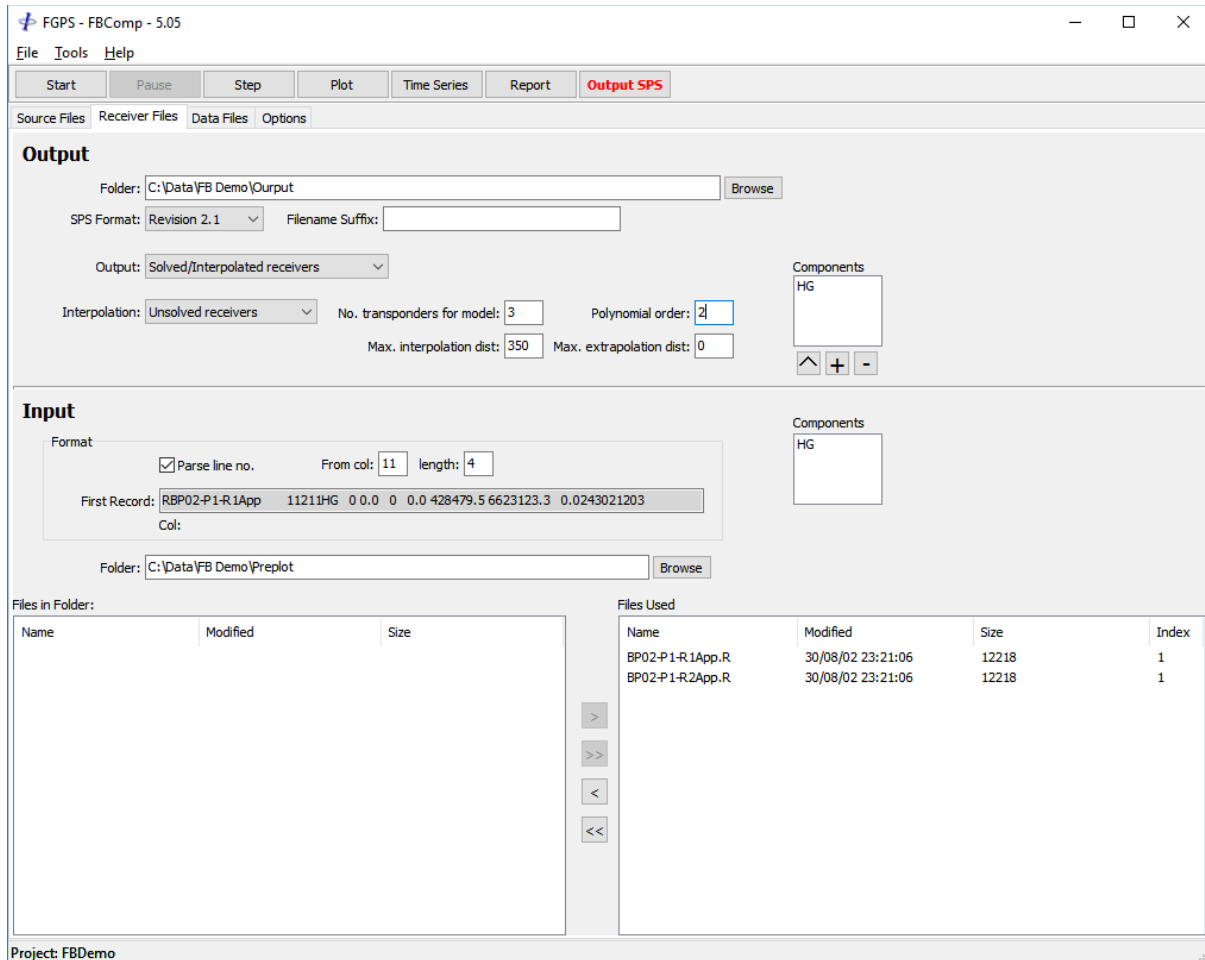 FGPS - FBComp - 5.05
File Tools Help
Start Pause Step Plot Time Series Report Output SPS
Source Files Receiver Files Data Files Options
Output
Folder: C:\Data\FB Demo\Ourput Browse
SPS Format: Revision 2.1 Filename Suffix:
Output: Solved/Interpolated receivers
Components
HG
Interpolation: Unsolved receivers No. transponders for model: 3 Polynomial order: 2
Max. interpolation dist: 350 Max. extrapolation dist: 0
^ + -
Input
Components
HG
Format
Parse line no. From col: 11 length: 4
First Record: RBP02-P1-R1App 11211HG 0 0.0 0 0.0 428479.5 6623123.3 0.0243021203
Col:
Folder: C:\Data\FB Demo\Preplot Browse
Files in Folder:
Name Modified Size
Files Used
Name Modified Size Index
BP02-P1-R1App.R 30/08/02 23:21:06 12218 1
BP02-P1-R2App.R 30/08/02 23:21:06 12218 1
>
>>
<
<<
Project: FBDemo